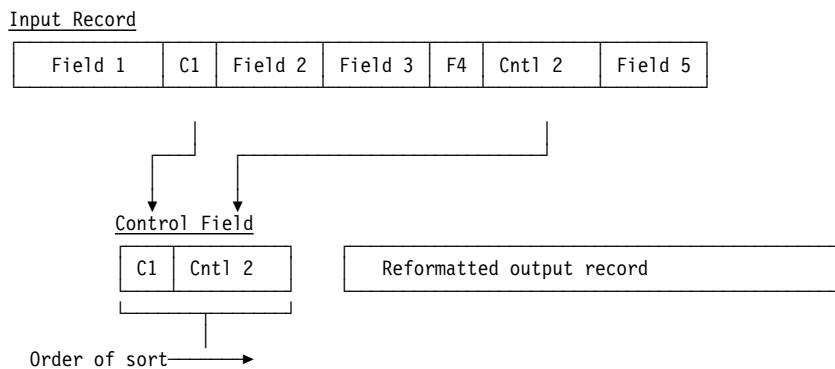 Input Record
Field 1 C1 Field 2 Field 3 F4 Cntl 2 Field 5
Control Field
C1 Cntl 2 Reformatted output record
Order of sort